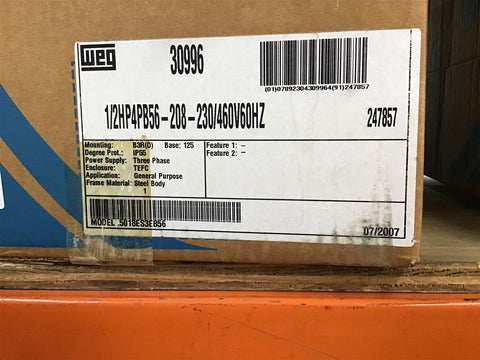 WEG
30996
(01)07892304309964(91)247857
1/2HP4PB56-208-230/460V60HZ
247857
Mounting: B3R(D) Base: 125
Degree Prot.: IP55
Power Supply: Three Phase
Enclosure: TEFC
Application: General Purpose
Frame Material: Steel Body
1
Feature 1: -
Feature 2: -
MODEL .5018ES3EB56
07/2007